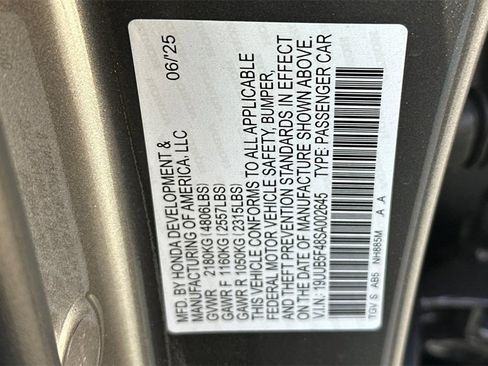 MFD. BY HONDA DEVELOPMENT & 06/'25
MANUFACTURING OF AMERICA, LLC
GVWR 2180KG(4806LBS)
GAWR F 1160KG(2557LBS)
GAWR R 1050KG(2315LBS)
THIS VEHICLE CONFORMS TO ALL APPLICABLE
FEDERAL MOTOR VEHICLE SAFETY, BUMPER,
AND THEFT PREVENTION STANDARDS IN EFFECT
ON THE DATE OF MANUFACTURE SHOWN ABOVE.
V.I.N.: 19UUB5F48SA002645 TYPE: PASSENGER CAR
TGV S AB5 NH885M A A